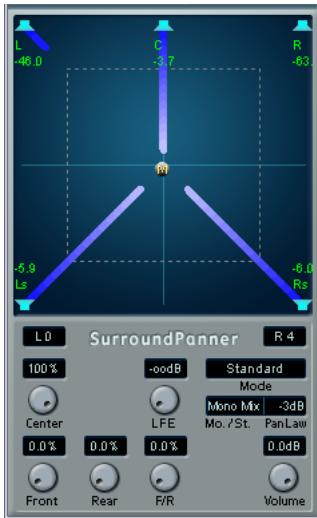 L C R
-46.0 -3.7 -63.
M
-5.9 -6.0
Ls Rs
L 0 SurroundPanner R 4
100% -oodB Standard
Mode
Mono Mix -3dB
Center LFE Mo./St. PanLaw
0.0% 0.0% 0.0% 0.0dB
Front Rear F/R Volume